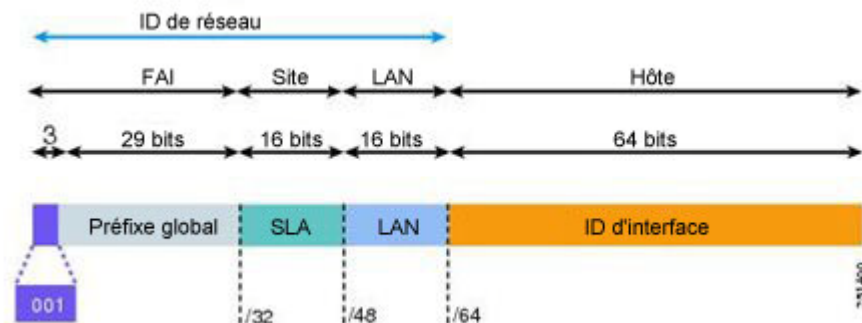 ID de réseau
FAI Site LAN Hôte
3 29 bits 16 bits 16 bits 64 bits
Préfixe global SLA LAN ID d'interface
001 /32 /48 /64